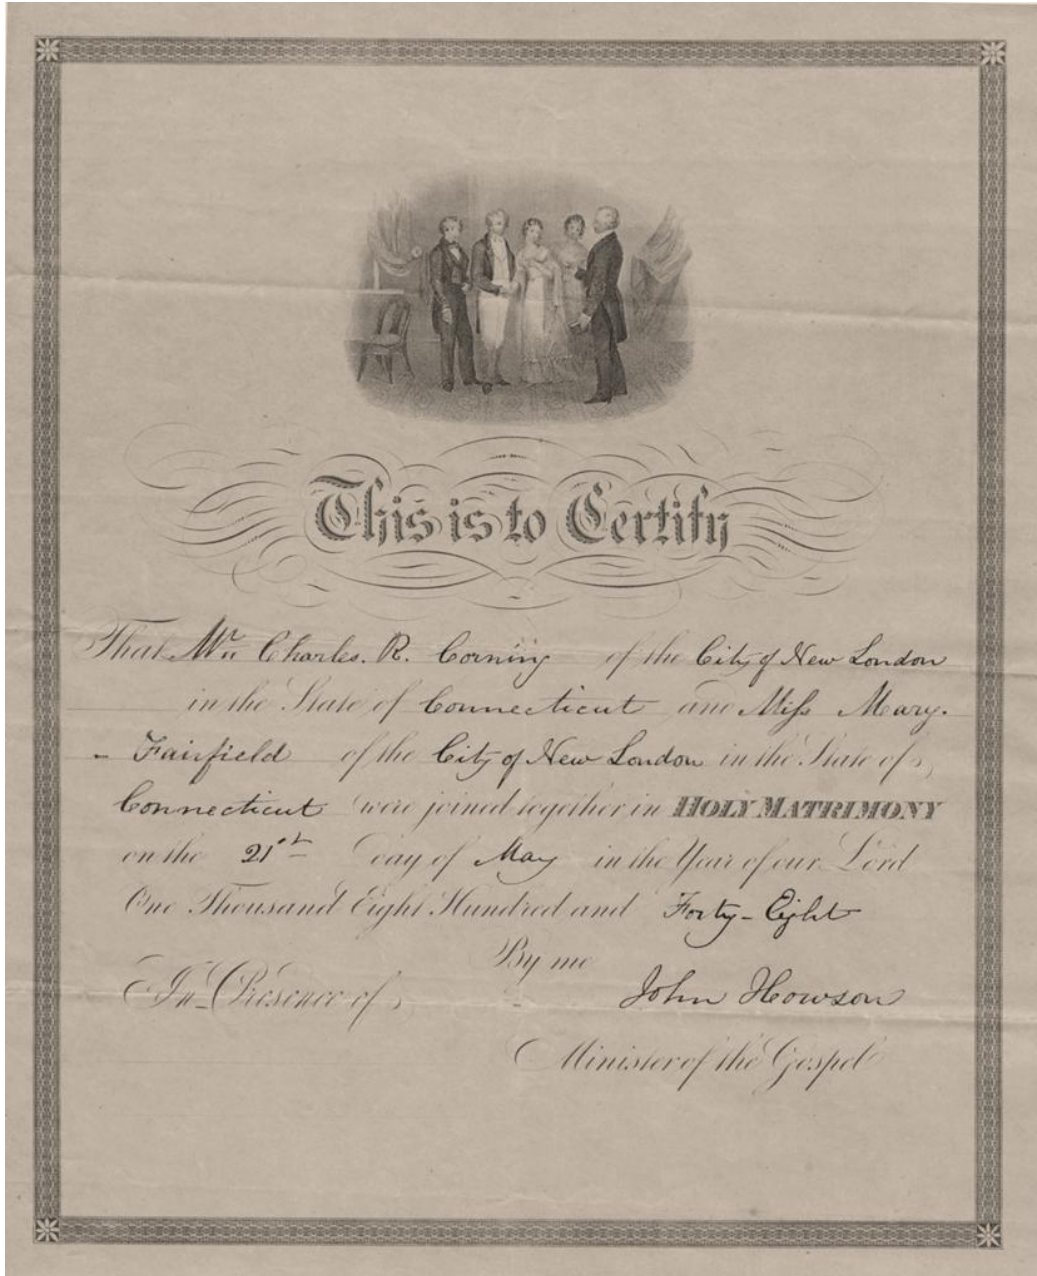 This is to Certify
That Mr. Charles. R. Corning of the City of New London
in the State of Connecticut and Miss Mary.
- Fairfield of the City of New London in the State of
Connecticut were joined together in HOLY MATRIMONY
on the 21st day of May in the Year of our Lord
One Thousand Eight Hundred and Forty-Eight
By me
In Presence of John Howson
Minister of the Gospel